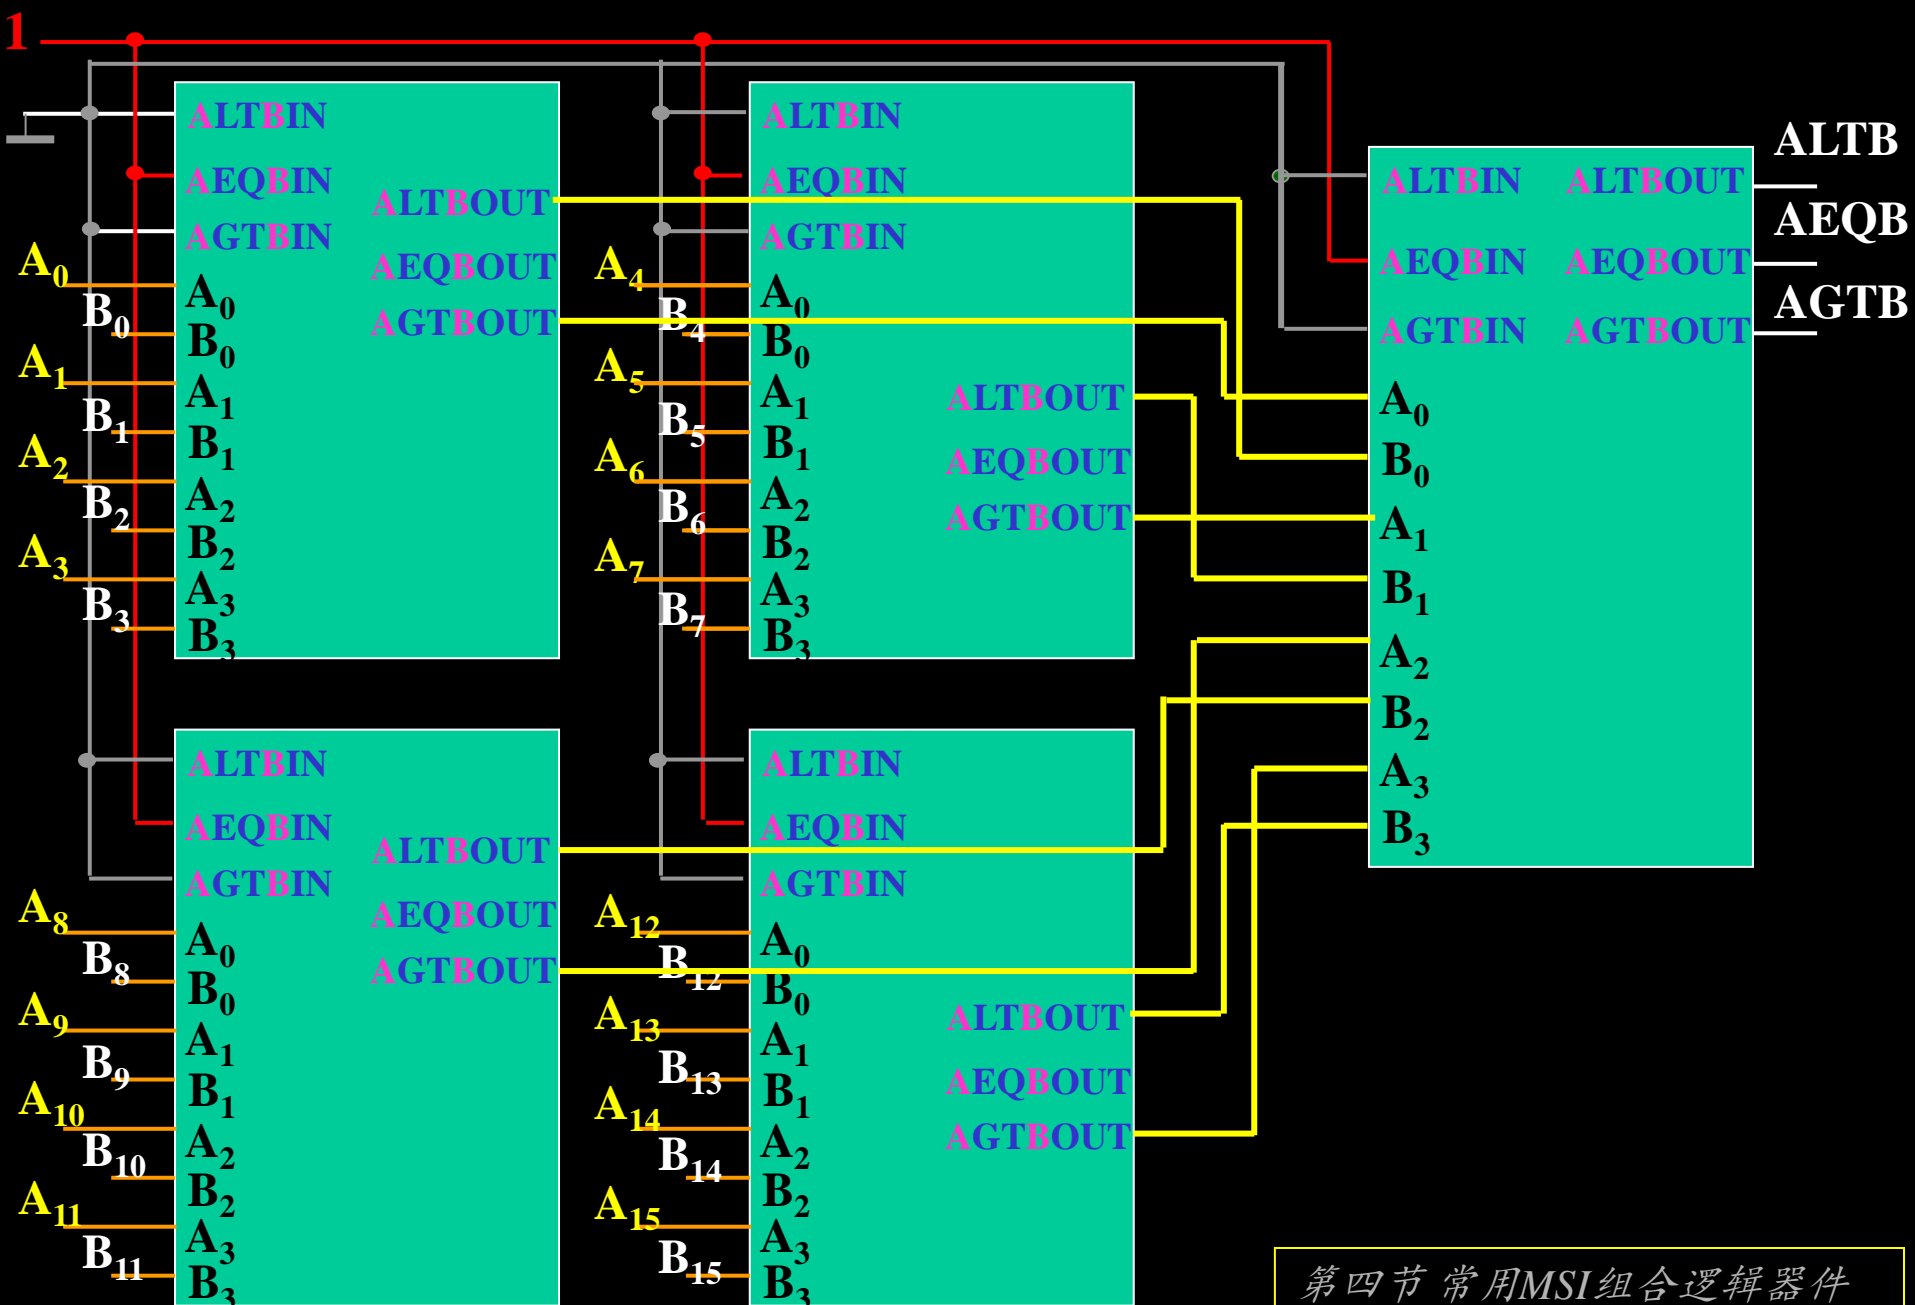 1
ALTBIN
AEQBIN
AGTBIN
ALTBOUT
AEQBOUT
AGTBOUT
A0
B0
A1
B1
A2
B2
A3
B3
A0
B0
A1
B1
A2
B2
A3
B3
ALTBIN
AEQBIN
AGTBIN
A4
B4
A5
B5
A6
B6
A7
B7
A0
B0
A1
B1
A2
B2
A3
B3
ALTBOUT
AEQBOUT
AGTBOUT
ALTBIN
AEQBIN
AGTBIN
ALTBOUT
AEQBOUT
AGTBOUT
A8
B8
A9
B9
A10
B10
A11
B11
A0
B0
A1
B1
A2
B2
A3
B3
ALTBIN
AEQBIN
AGTBIN
A12
B12
A13
B13
A14
B14
A15
B15
A0
B0
A1
B1
A2
B2
A3
B3
ALTBOUT
AEQBOUT
AGTBOUT
ALTBIN ALTBOUT
AEQBIN AEQBOUT
AGTBIN AGTBOUT
A0
B0
A1
B1
A2
B2
A3
B3
ALTB
AEQB
AGTB
第四节 常用MSI组合逻辑器件